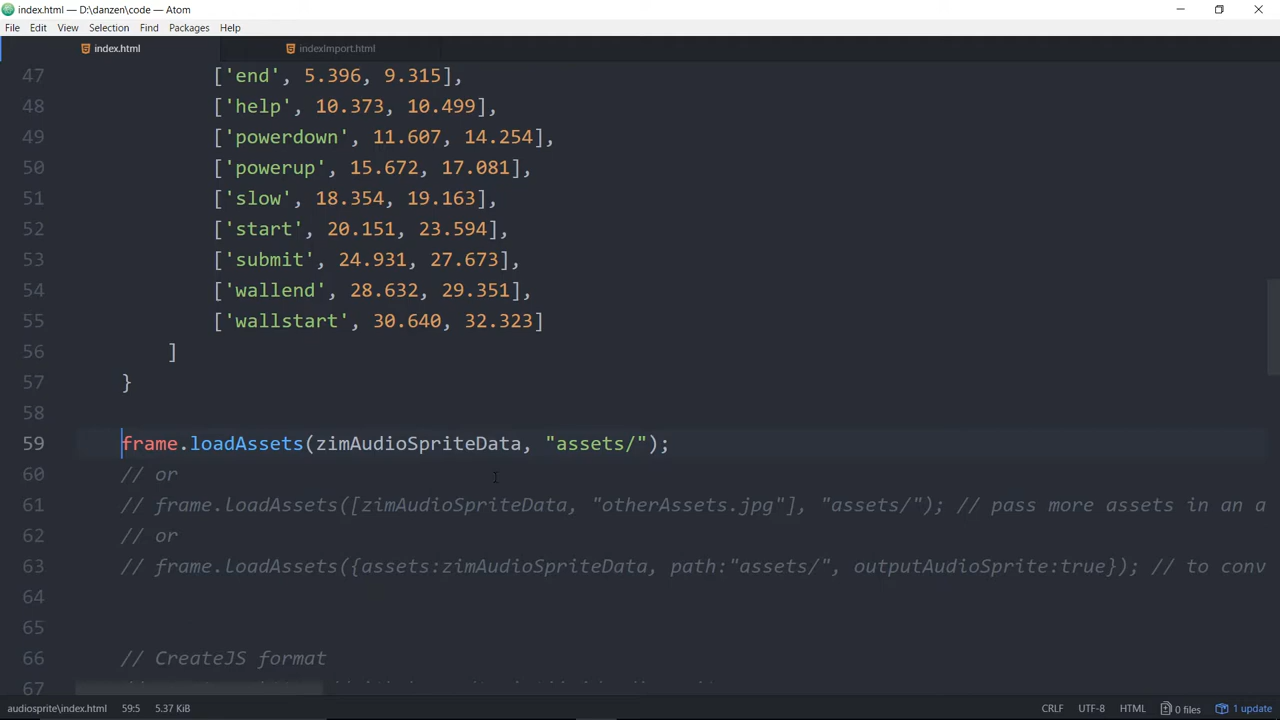 index.html — D:\danzen\code — Atom
File Edit View Selection Find Packages Help
index.html indexImport.html
47 ['end', 5.396, 9.315],
48 ['help', 10.373, 10.499],
49 ['powerdown', 11.607, 14.254],
50 ['powerup', 15.672, 17.081],
51 ['slow', 18.354, 19.163],
52 ['start', 20.151, 23.594],
53 ['submit', 24.931, 27.673],
54 ['wallend', 28.632, 29.351],
55 ['wallstart', 30.640, 32.323]
56 ]
57 }
58
59 frame.loadAssets(zimAudioSpriteData, "assets/");
60 // or
61 // frame.loadAssets([zimAudioSpriteData, "otherAssets.jpg"], "assets/"); // pass more assets in an a
62 // or
63 // frame.loadAssets({assets:zimAudioSpriteData, path:"assets/", outputAudioSprite:true}); // to conv
64
65
66 // CreateJS format
67
audiosprite\index.html 59:5 5.37 KiB CRLF UTF-8 HTML 0 files 1 update